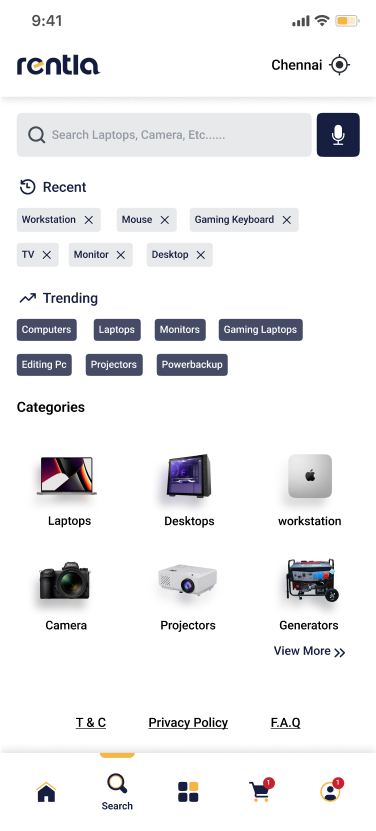 9:41
rentla
Chennai
Search Laptops, Camera, Etc......
Recent
Workstation Mouse Gaming Keyboard
TV Monitor Desktop
Trending
Computers Laptops Monitors Gaming Laptops
Editing Pc Projectors Powerbackup
Categories
Laptops Desktops workstation
Camera Projectors Generators
View More
T & C Privacy Policy F.A.Q
1 1
Search